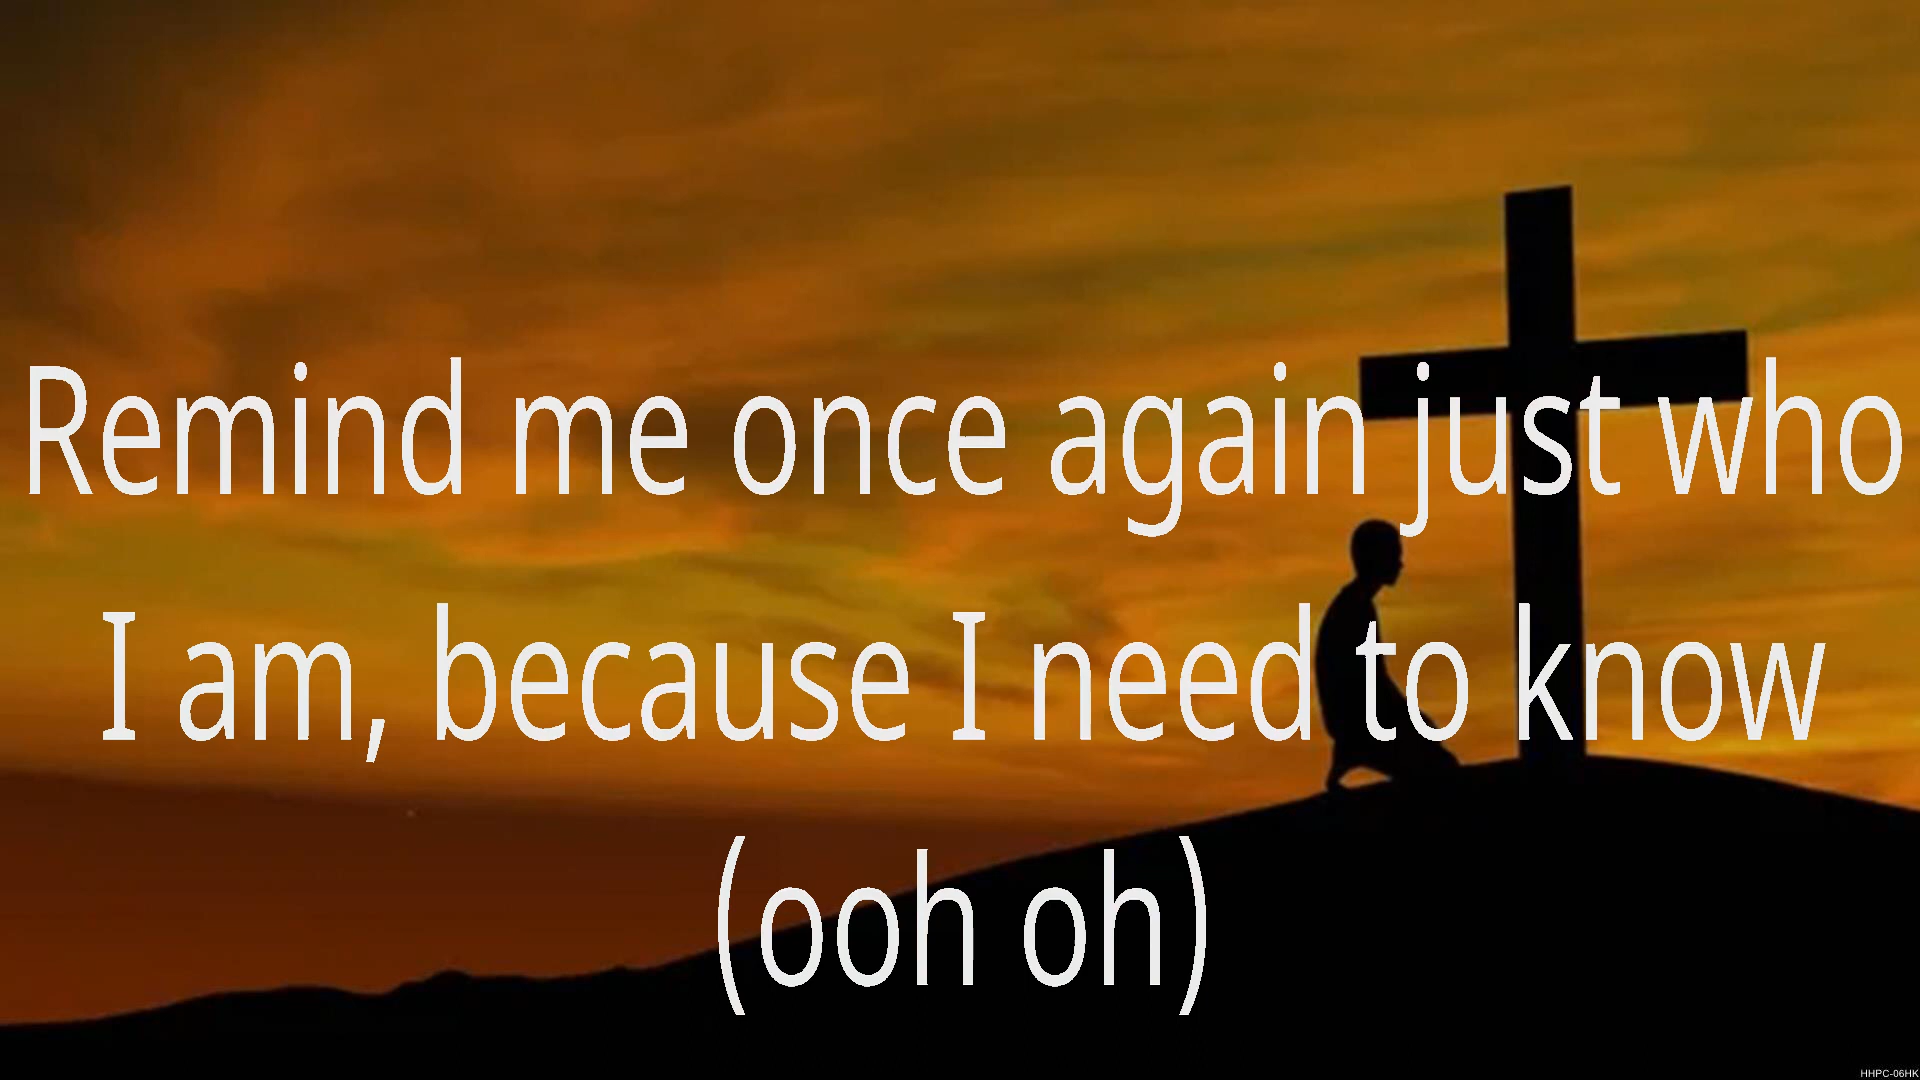 Remind me once again just who
I am, because I need to know
(ooh oh)
HHPC-06HK